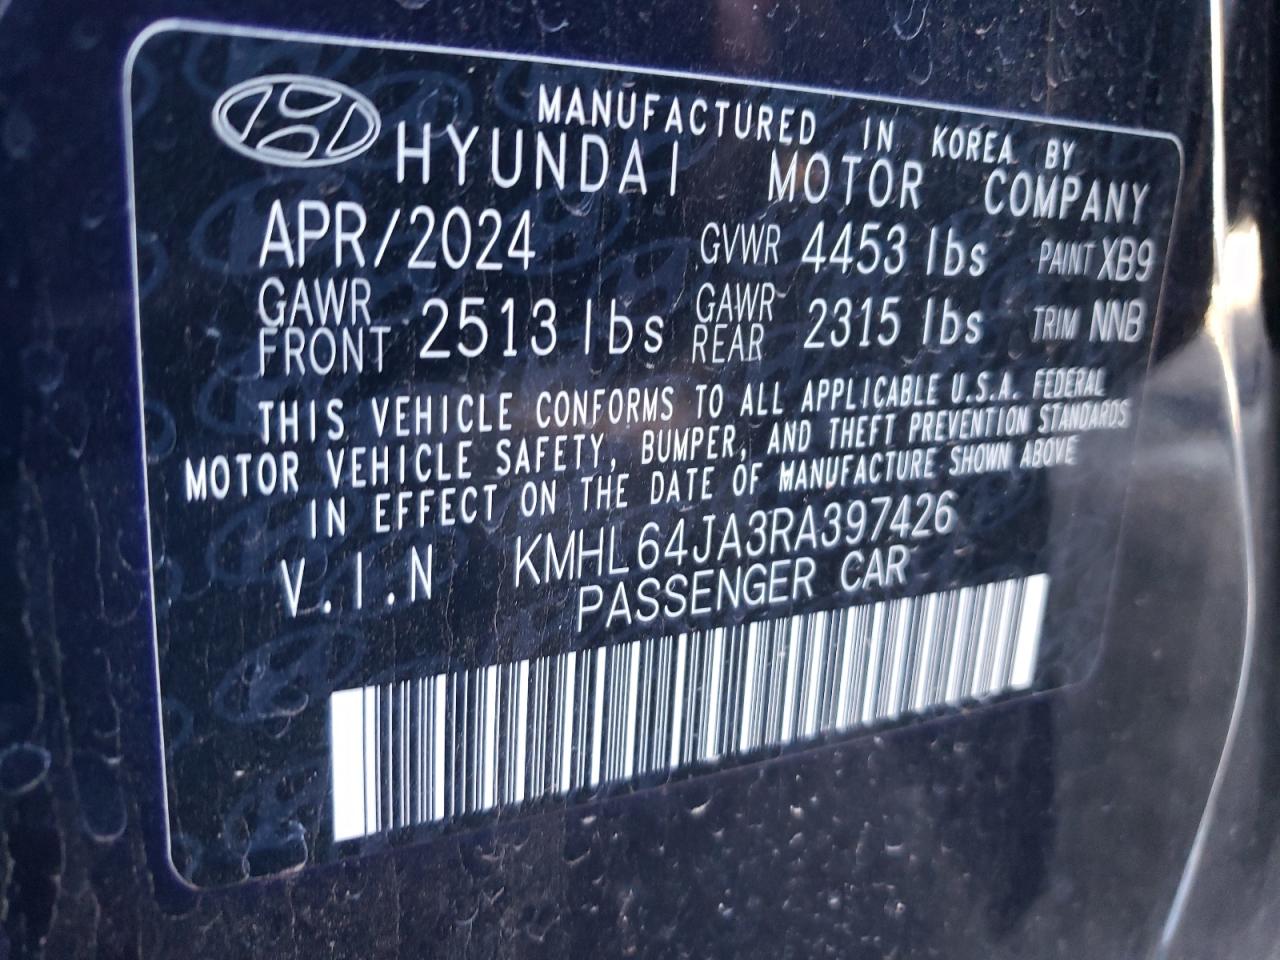 MANUFACTURED IN KOREA BY
HYUNDAI MOTOR COMPANY
APR/2024 GVWR 4453 lbs PAINT XB9
GAWR FRONT 2513 lbs GAWR REAR 2315 lbs TRIM NNB
THIS VEHICLE CONFORMS TO ALL APPLICABLE U.S.A. FEDERAL
MOTOR VEHICLE SAFETY, BUMPER, AND THEFT PREVENTION STANDARDS
IN EFFECT ON THE DATE OF MANUFACTURE SHOWN ABOVE
V.I.N KMHL64JA3RA397426
PASSENGER CAR